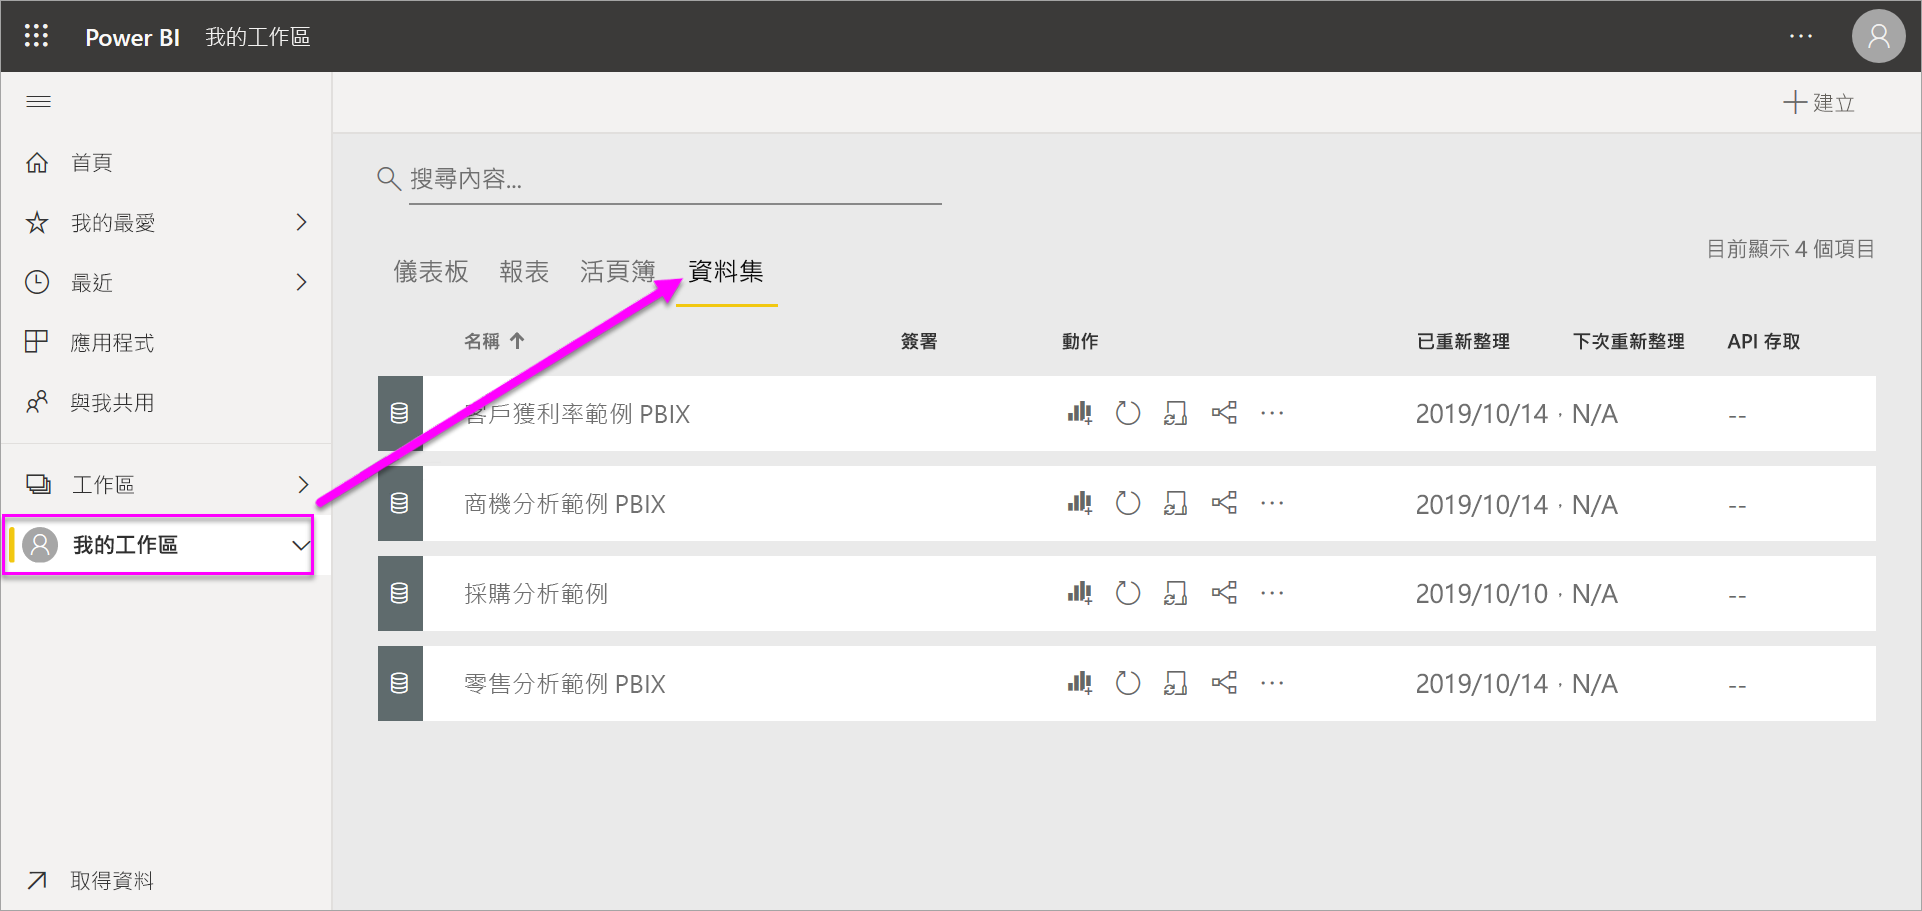 Power BI 我的工作區 ...
建立
首頁
我的最愛
最近
應用程式
與我共用
工作區
我的工作區
取得資料
搜尋內容...
目前顯示 4 個項目
儀表板 報表 活頁簿 資料集
名稱 簽署 動作 已重新整理 下次重新整理 API 存取
客戶獲利率範例 PBIX ... 2019/10/14 , N/A --
商機分析範例 PBIX ... 2019/10/14 , N/A --
採購分析範例 ... 2019/10/10 , N/A --
零售分析範例 PBIX ... 2019/10/14 , N/A --